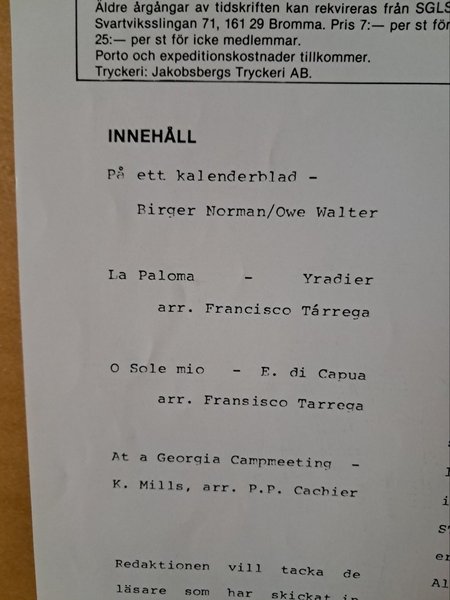 Äldre årgångar av tidskriften kan rekvireras från SGLS
Svartviksslingan 71, 161 29 Bromma. Pris 7:— per st för
25:— per st för icke medlemmar.
Porto och expeditionskostnader tillkommer.
Tryckeri: Jakobsbergs Tryckeri AB.
INNEHÅLL
På ett kalenderblad -
Birger Norman/Owe Walter
La Paloma - Yradier
arr. Francisco Tárrega
O Sole mio - E. di Capua
arr. Fransisco Tarrega
At a Georgia Campmeeting -
K. Mills, arr. P.P. Cachier
Redaktionen vill tacka de
läsare som har skickat in